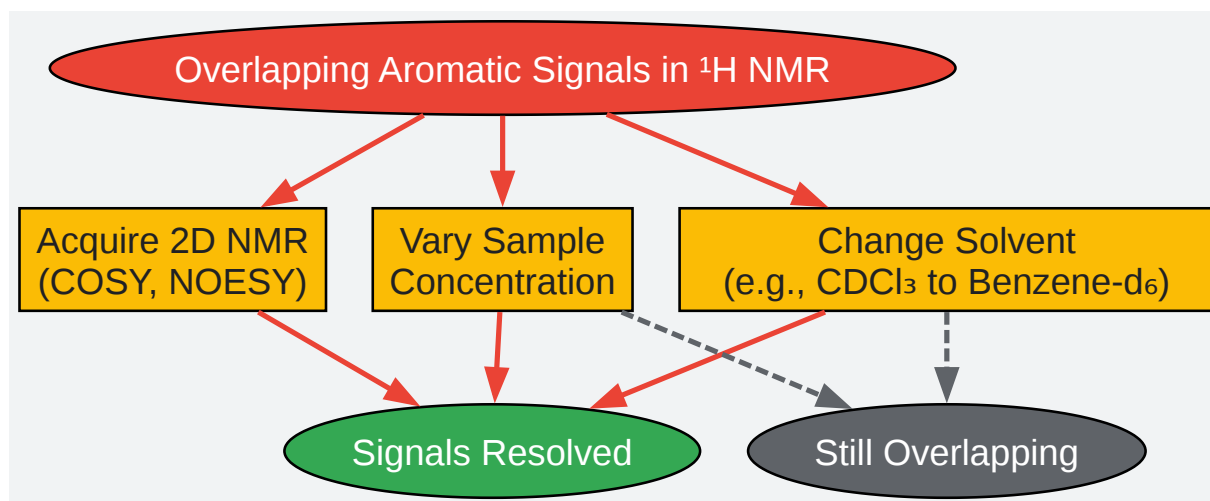 Overlapping Aromatic Signals in ¹H NMR
Acquire 2D NMR
(COSY, NOESY)
Vary Sample
Concentration
Change Solvent
(e.g., CDCl₃ to Benzene-d₆)
Signals Resolved
Still Overlapping